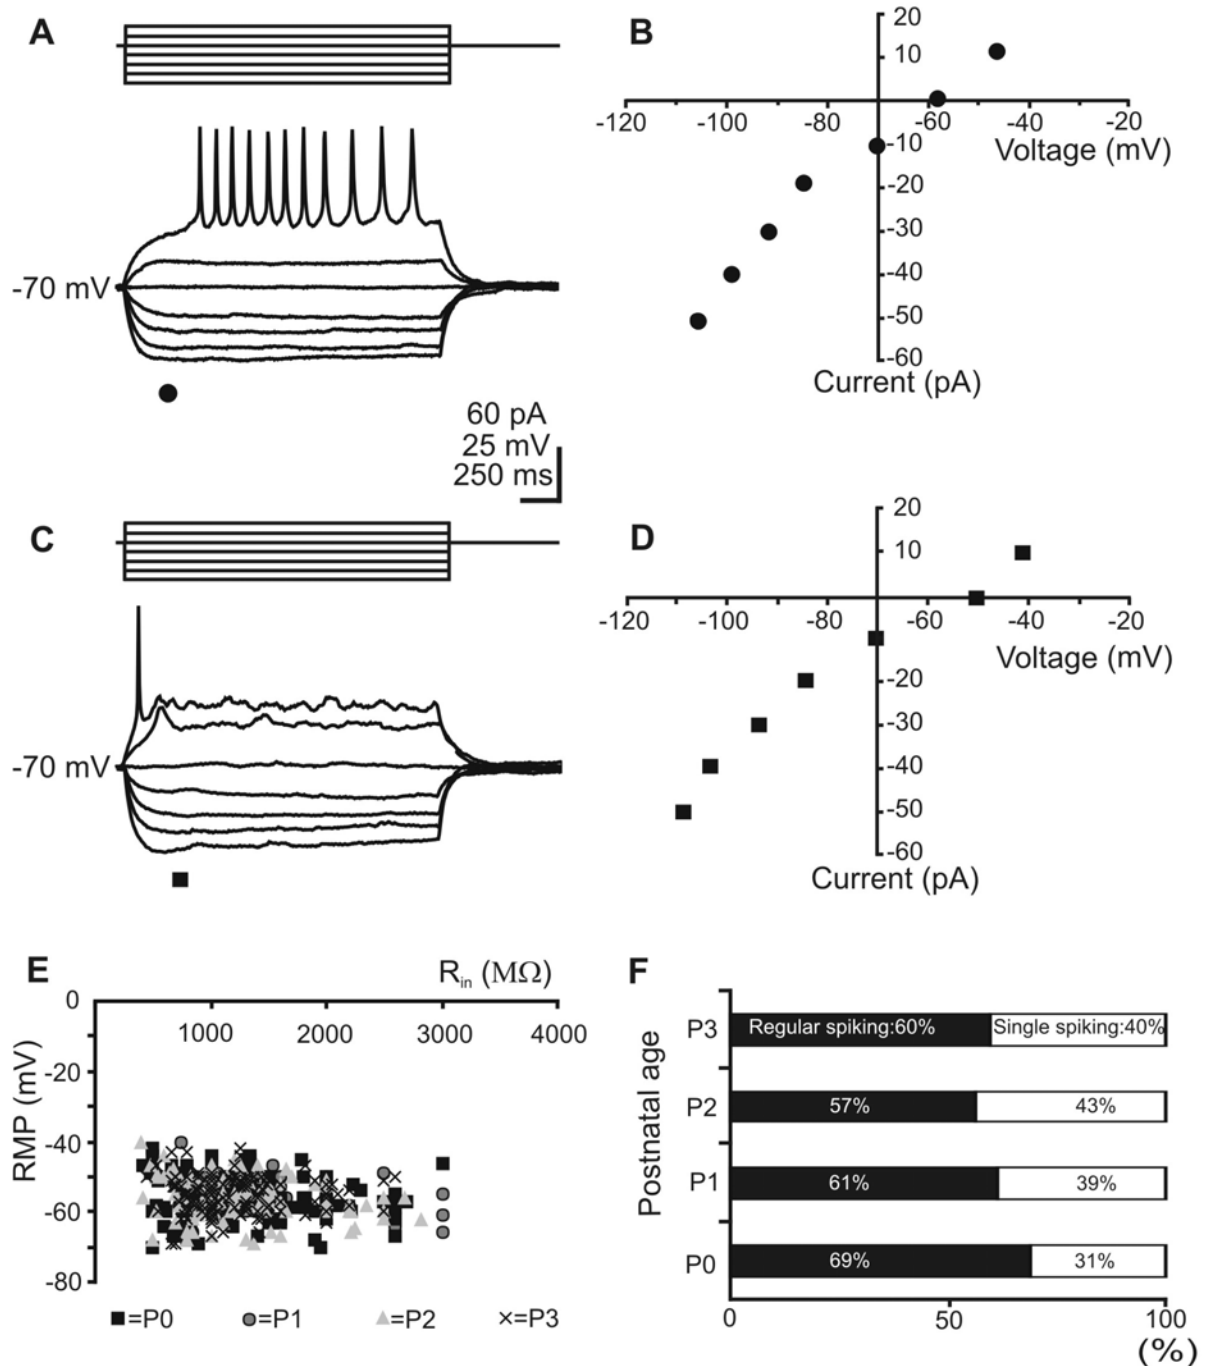 A
-70 mV
60 pA
25 mV
250 ms
B
20
10
-120 -100 -80 -60 -40 -20
Voltage (mV)
-10
-20
-30
-40
-50
-60
Current (pA)
C
-70 mV
D
20
10
-120 -100 -80 -60 -40 -20
Voltage (mV)
-20
-30
-40
-50
-60
Current (pA)
E
Rin (MΩ)
0
1000 2000 3000 4000
-20
-40
-60
-80
RMP (mV)
=P0 =P1 =P2 ×=P3
F
Postnatal age
P3 Regular spiking:60% Single spiking:40%
P2 57% 43%
P1 61% 39%
P0 69% 31%
0 50 100
(%)